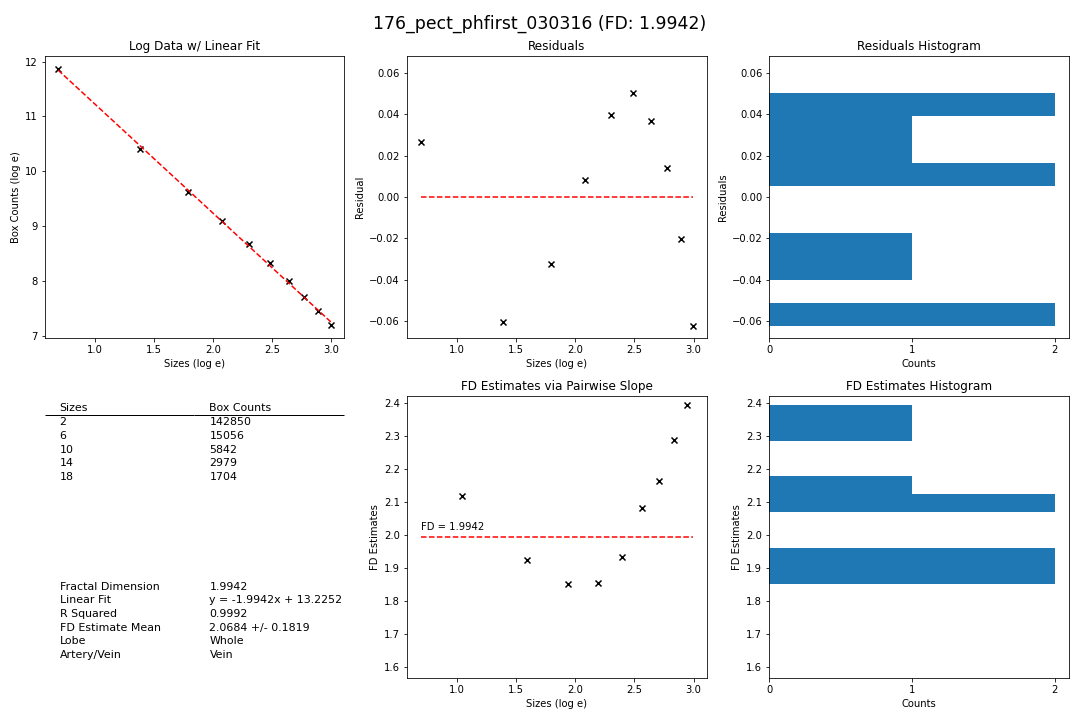 176_pect_phfirst_030316 (FD: 1.9942)
Log Data w/ Linear Fit
12
11
10
9
8
7
Box Counts (log e)
1.0 1.5 2.0 2.5 3.0
Sizes (log e)
Residuals
0.06
0.04
0.02
0.00
−0.02
−0.04
−0.06
Residual
1.0 1.5 2.0 2.5 3.0
Sizes (log e)
Residuals Histogram
0.06
0.04
0.02
0.00
−0.02
−0.04
−0.06
Residuals
0 1 2
Counts
Sizes Box Counts
2 142850
6 15056
10 5842
14 2979
18 1704
Fractal Dimension 1.9942
Linear Fit y = -1.9942x + 13.2252
R Squared 0.9992
FD Estimate Mean 2.0684 +/- 0.1819
Lobe Whole
Artery/Vein Vein
FD Estimates via Pairwise Slope
2.4
2.3
2.2
2.1
2.0
1.9
1.8
1.7
1.6
FD Estimates
FD = 1.9942
1.0 1.5 2.0 2.5 3.0
Sizes (log e)
FD Estimates Histogram
2.4
2.3
2.2
2.1
2.0
1.9
1.8
1.7
1.6
FD Estimates
0 1 2
Counts